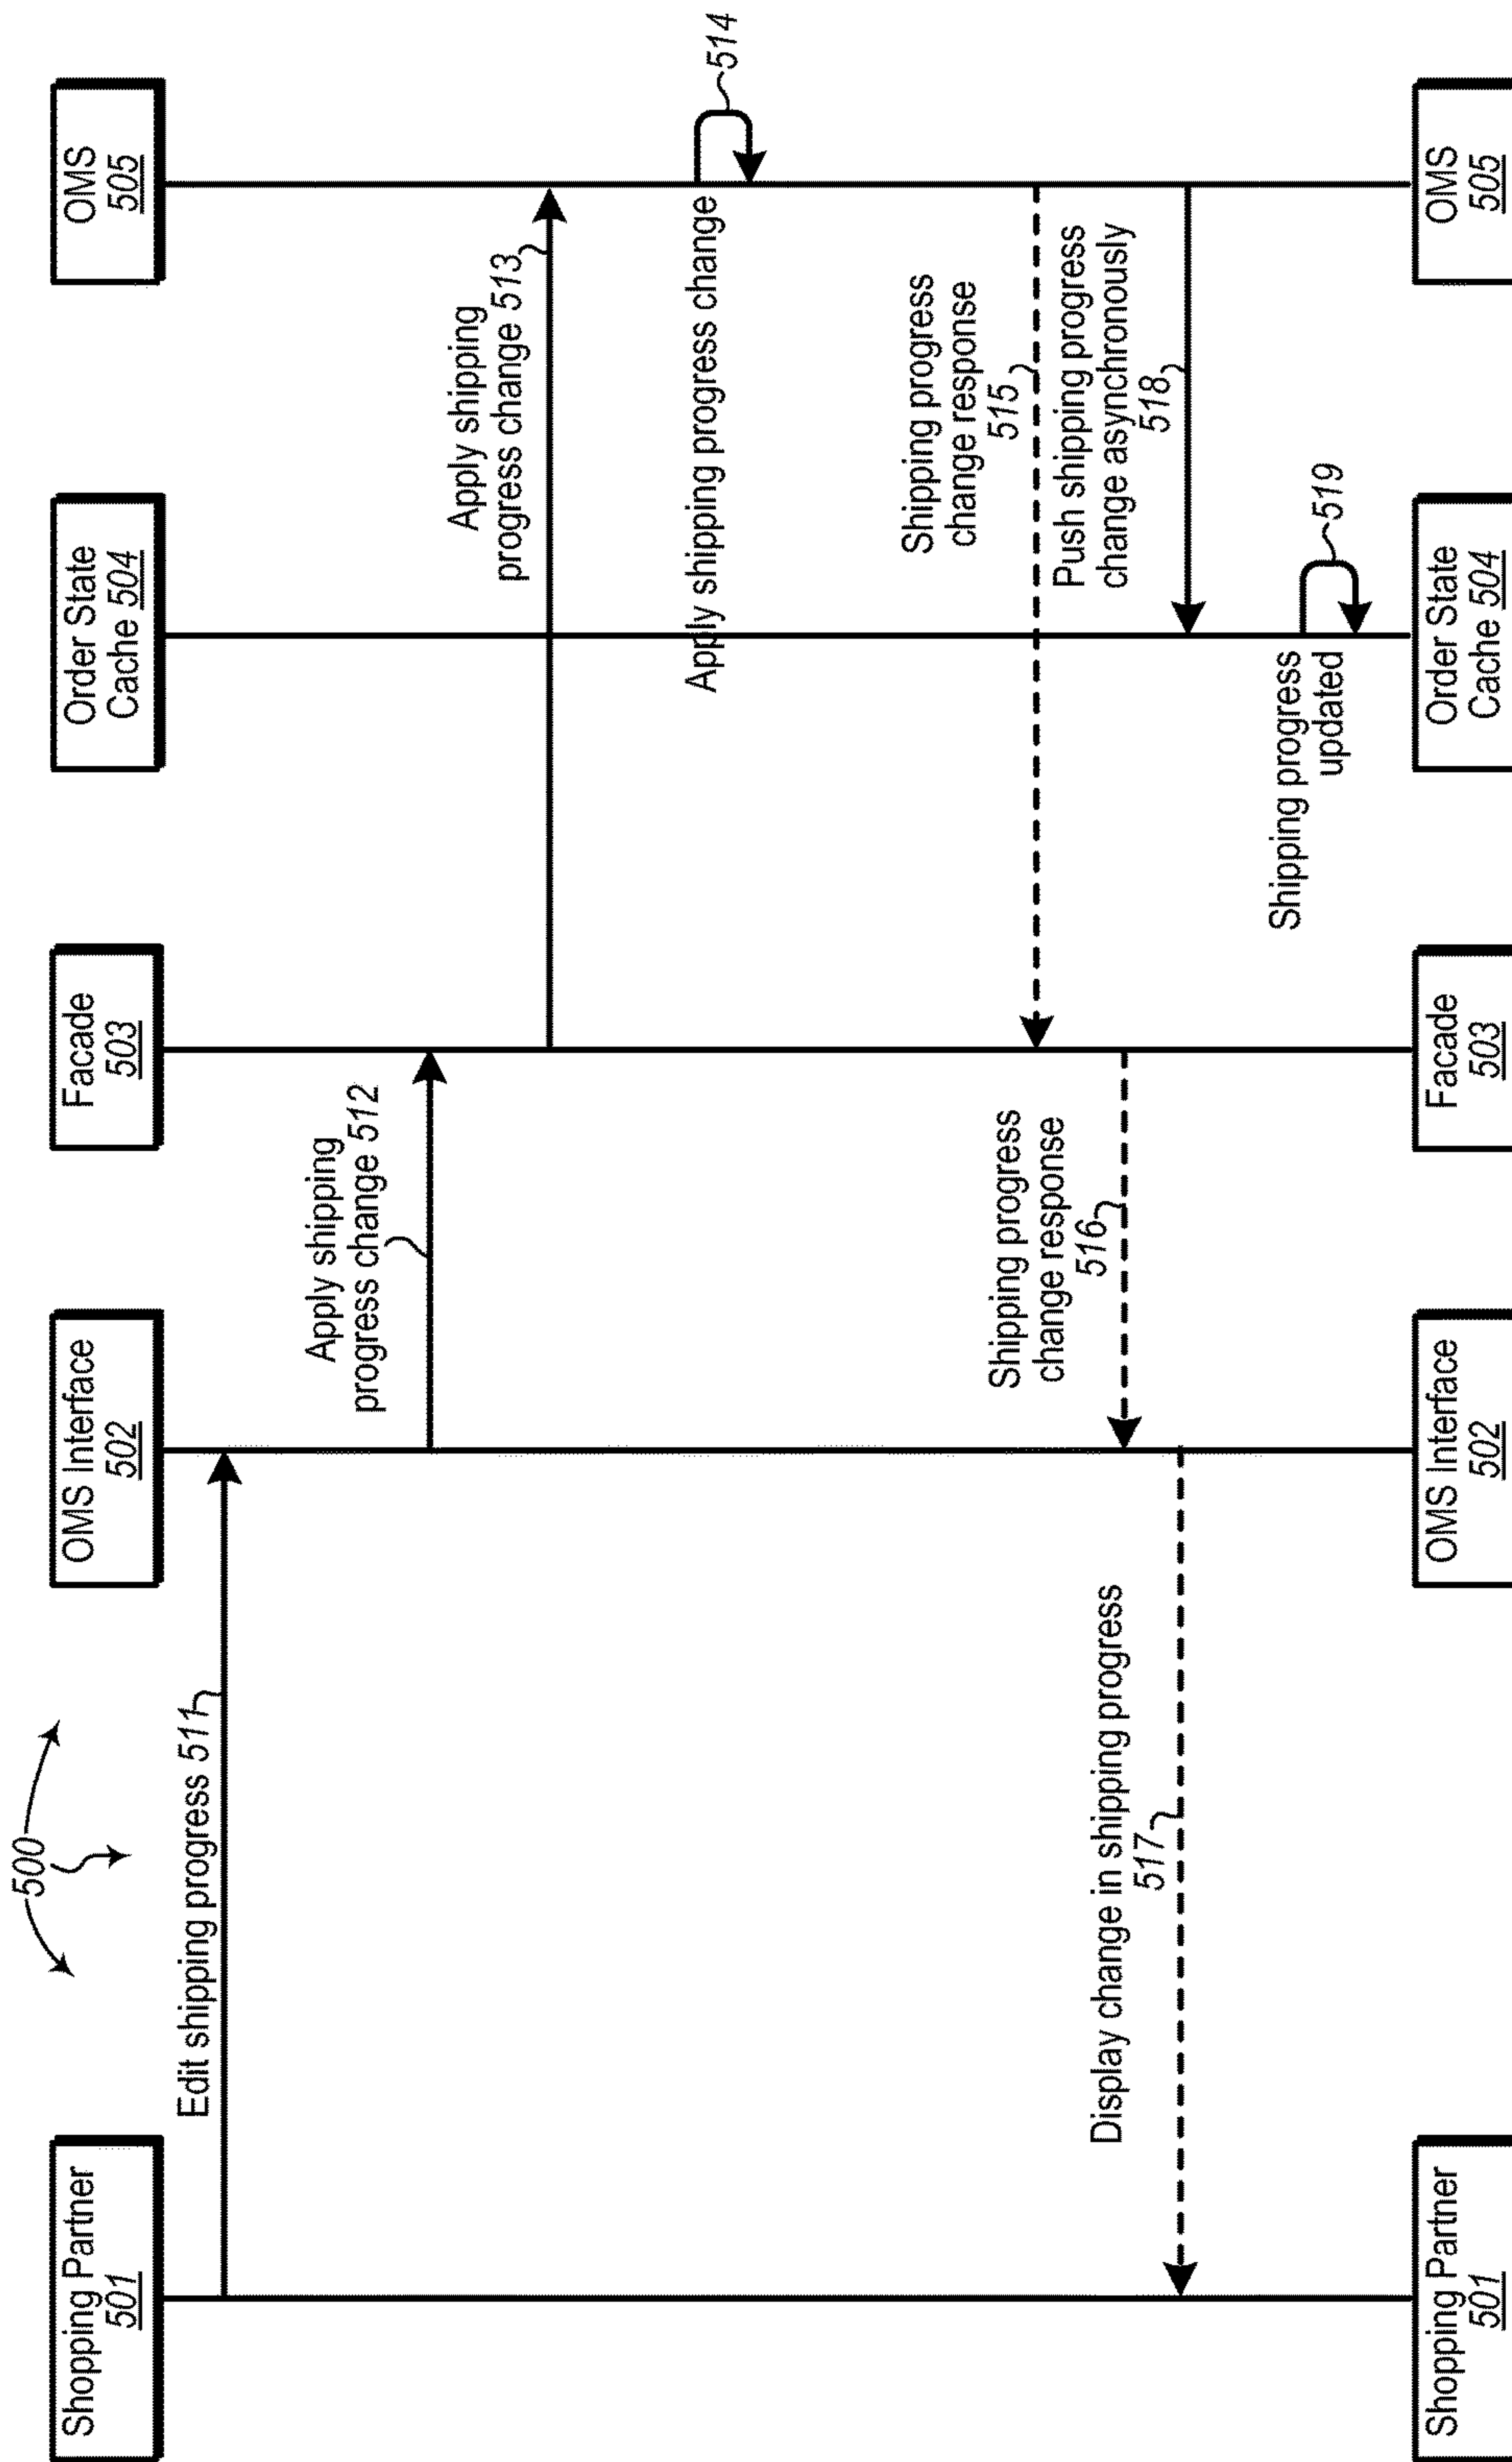 500
Shopping Partner
501
OMS Interface
502
Facade
503
Order State
Cache 504
OMS
505
Edit shipping progress 511
Apply shipping
progress change 512
Apply shipping
progress change 513
Apply shipping progress change
514
Shipping progress
change response
515
Shipping progress
change response
516
Display change in shipping progress
517
Push shipping progress
change asynchronously
518
Shipping progress
updated
519
Shopping Partner
501
OMS Interface
502
Facade
503
Order State
Cache 504
OMS
505